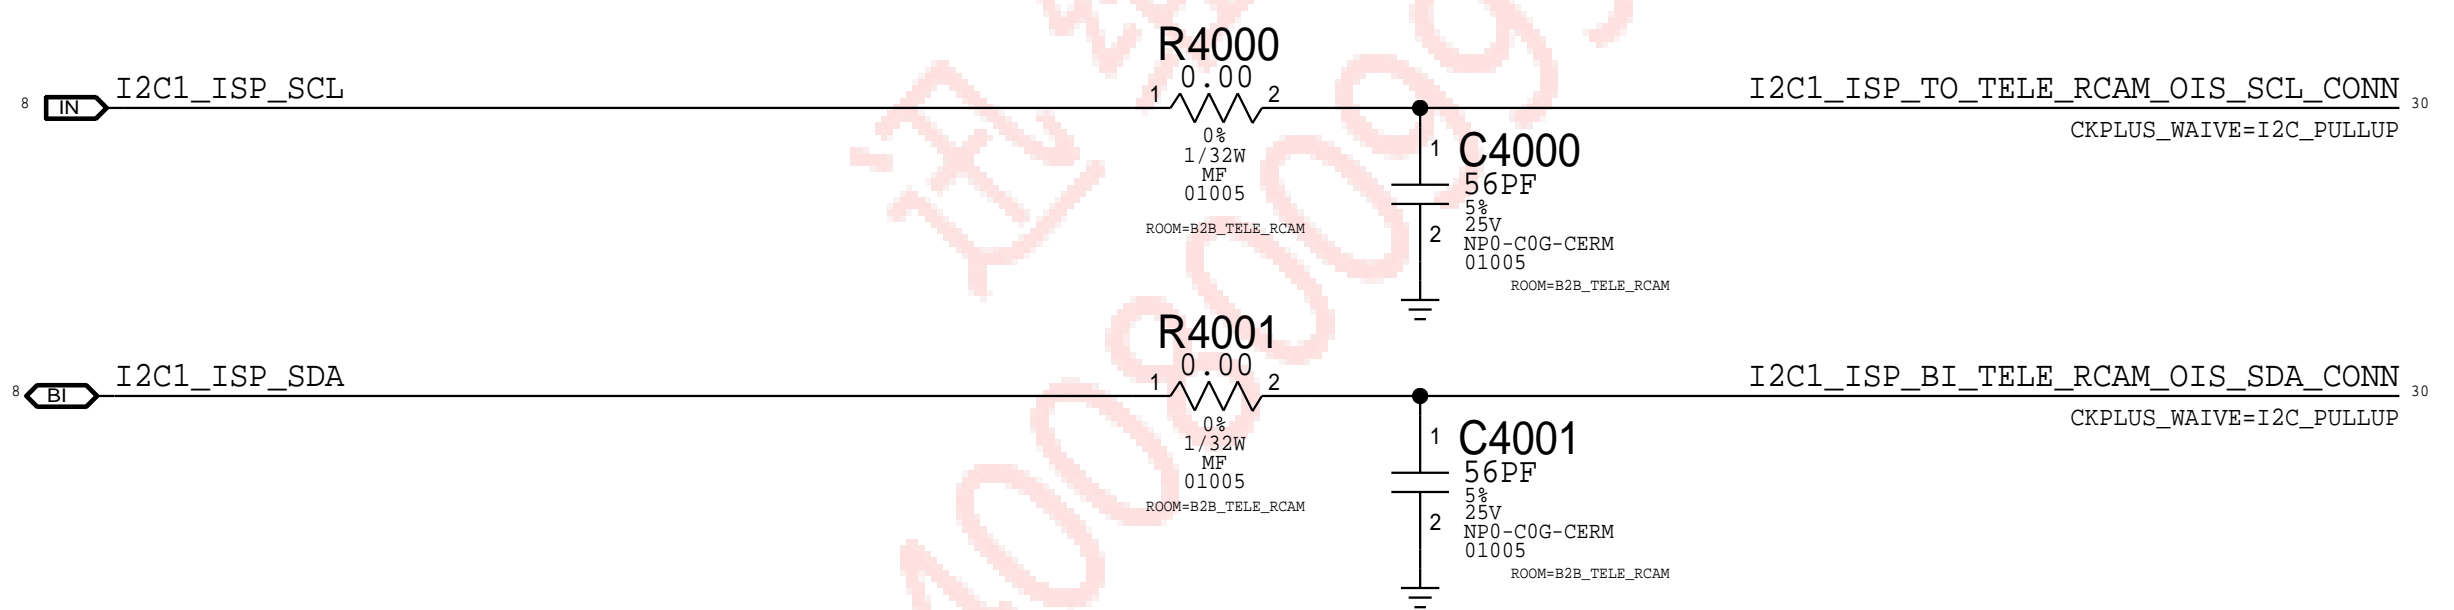 R4000
0.00
8 IN I2C1_ISP_SCL 1 2 I2C1_ISP_TO_TELE_RCAM_OIS_SCL_CONN 30
CKPLUS_WAIVE=I2C_PULLUP
0%
1/32W
MF
01005
ROOM=B2B_TELE_RCAM
1 C4000
56PF
5%
25V
2 NP0-C0G-CERM
01005
ROOM=B2B_TELE_RCAM
R4001
0.00
8 BI I2C1_ISP_SDA 1 2 I2C1_ISP_BI_TELE_RCAM_OIS_SDA_CONN 30
CKPLUS_WAIVE=I2C_PULLUP
0%
1/32W
MF
01005
ROOM=B2B_TELE_RCAM
1 C4001
56PF
5%
25V
2 NP0-C0G-CERM
01005
ROOM=B2B_TELE_RCAM